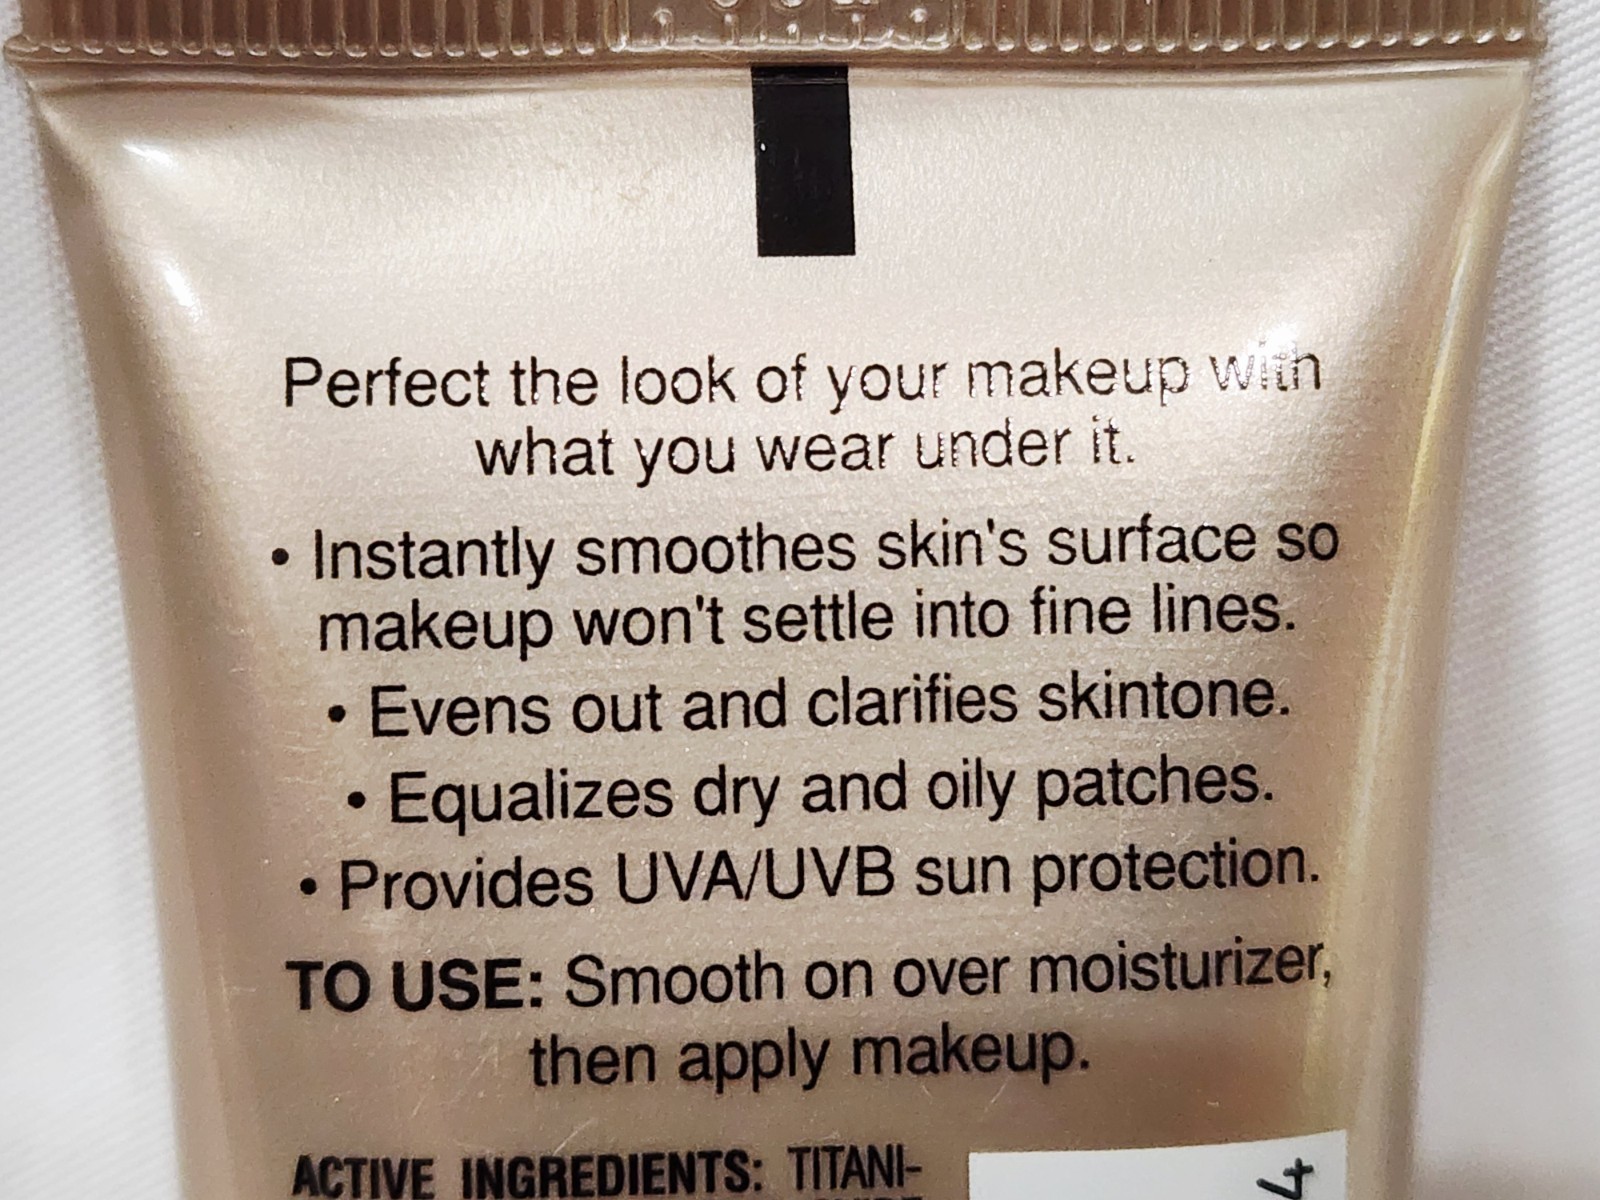 Perfect the look of your makeup with
what you wear under it.
• Instantly smoothes skin's surface so
makeup won't settle into fine lines.
• Evens out and clarifies skintone.
• Equalizes dry and oily patches.
• Provides UVA/UVB sun protection.
TO USE: Smooth on over moisturizer,
then apply makeup.
ACTIVE INGREDIENTS: TITANI-
4